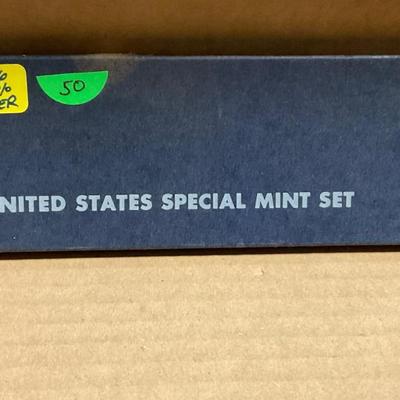 50
NITED STATES SPECIAL MINT SET